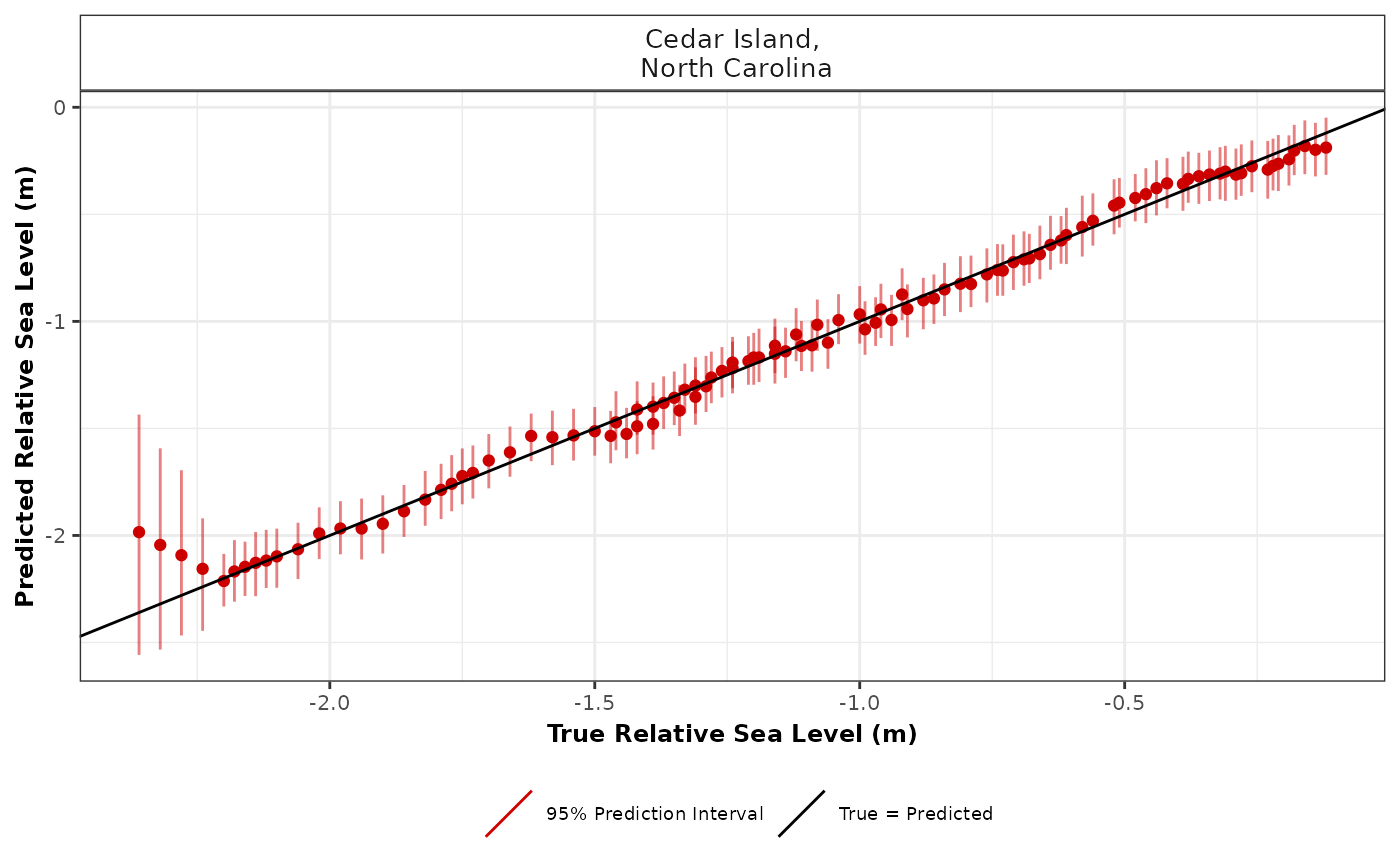 Cedar Island,
North Carolina
Predicted Relative Sea Level (m)
0
-1
-2
-2.0
-1.5
-1.0
-0.5
True Relative Sea Level (m)
95% Prediction Interval
True = Predicted